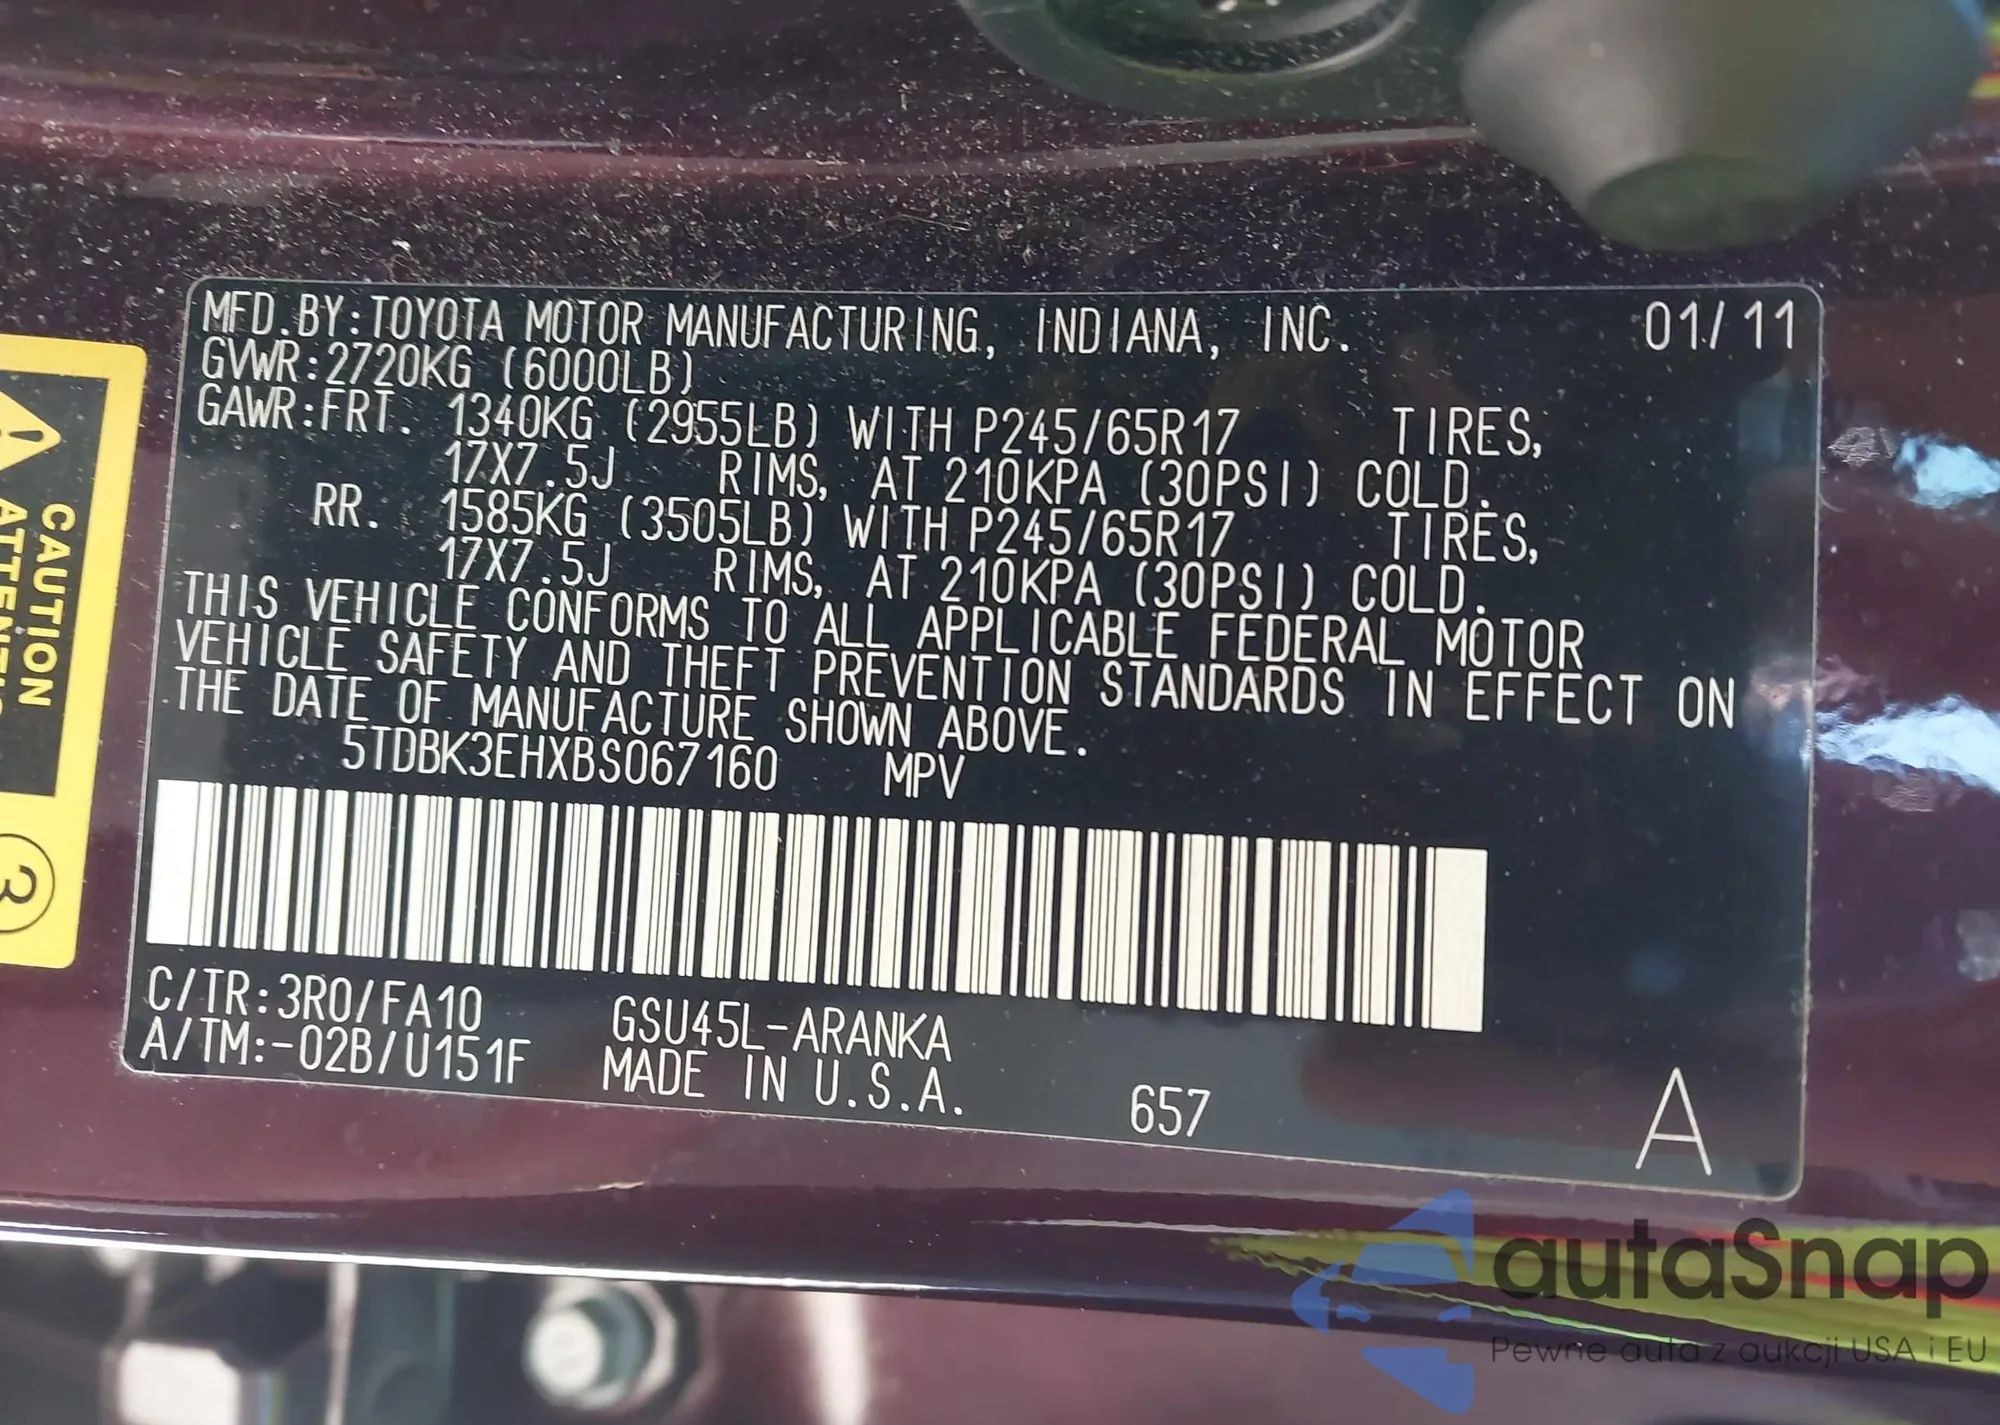 MFD.BY:TOYOTA MOTOR MANUFACTURING, INDIANA, INC. 01/11
GVWR:2720KG (6000LB)
GAWR:FRT. 1340KG (2955LB) WITH P245/65R17 TIRES,
17X7.5J RIMS, AT 210KPA (30PSI) COLD.
RR. 1585KG (3505LB) WITH P245/65R17 TIRES,
17X7.5J RIMS, AT 210KPA (30PSI) COLD.
THIS VEHICLE CONFORMS TO ALL APPLICABLE FEDERAL MOTOR
VEHICLE SAFETY AND THEFT PREVENTION STANDARDS IN EFFECT ON
THE DATE OF MANUFACTURE SHOWN ABOVE.
5TDBK3EHXBS067160 MPV
C/TR:3R0/FA10 GSU45L-ARANKA
A/TM:-02B/U151F MADE IN U.S.A. 657 A
CAUTION
3
autaSnap
Pewne auta z aukcji USA i EU